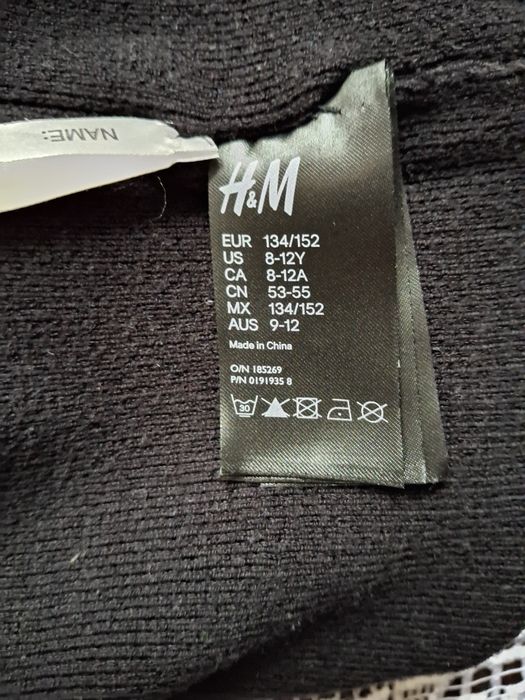 NAME:
H&M
EUR 134/152
US 8-12Y
CA 8-12A
CN 53-55
MX 134/152
AUS 9-12
Made in China
O/N 185269
P/N 0191935 8
30